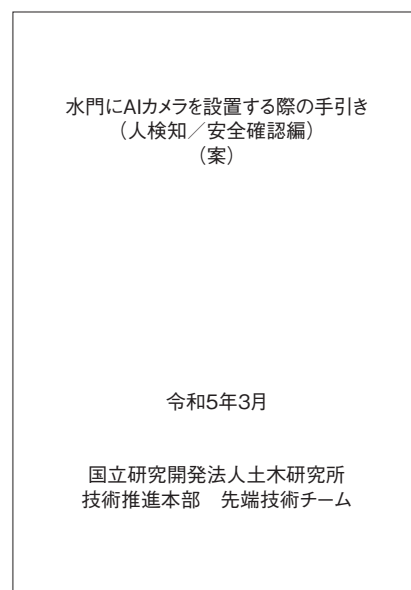 水門にAIカメラを設置する際の手引き
（人検知／安全確認編）
（案）
令和5年3月
国立研究開発法人土木研究所
技術推進本部　先端技術チーム